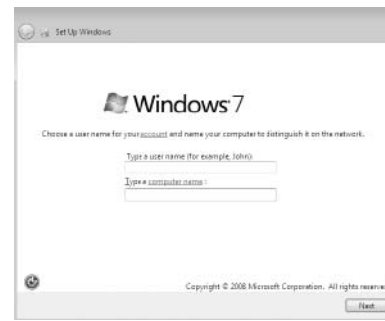 Set Up Windows
Windows 7
Choose a user name for your account and name your computer to distinguish it on the network.
Type a user name (for example, John):
Type a computer name :
Copyright © 2008 Microsoft Corporation. All rights reserve
Next